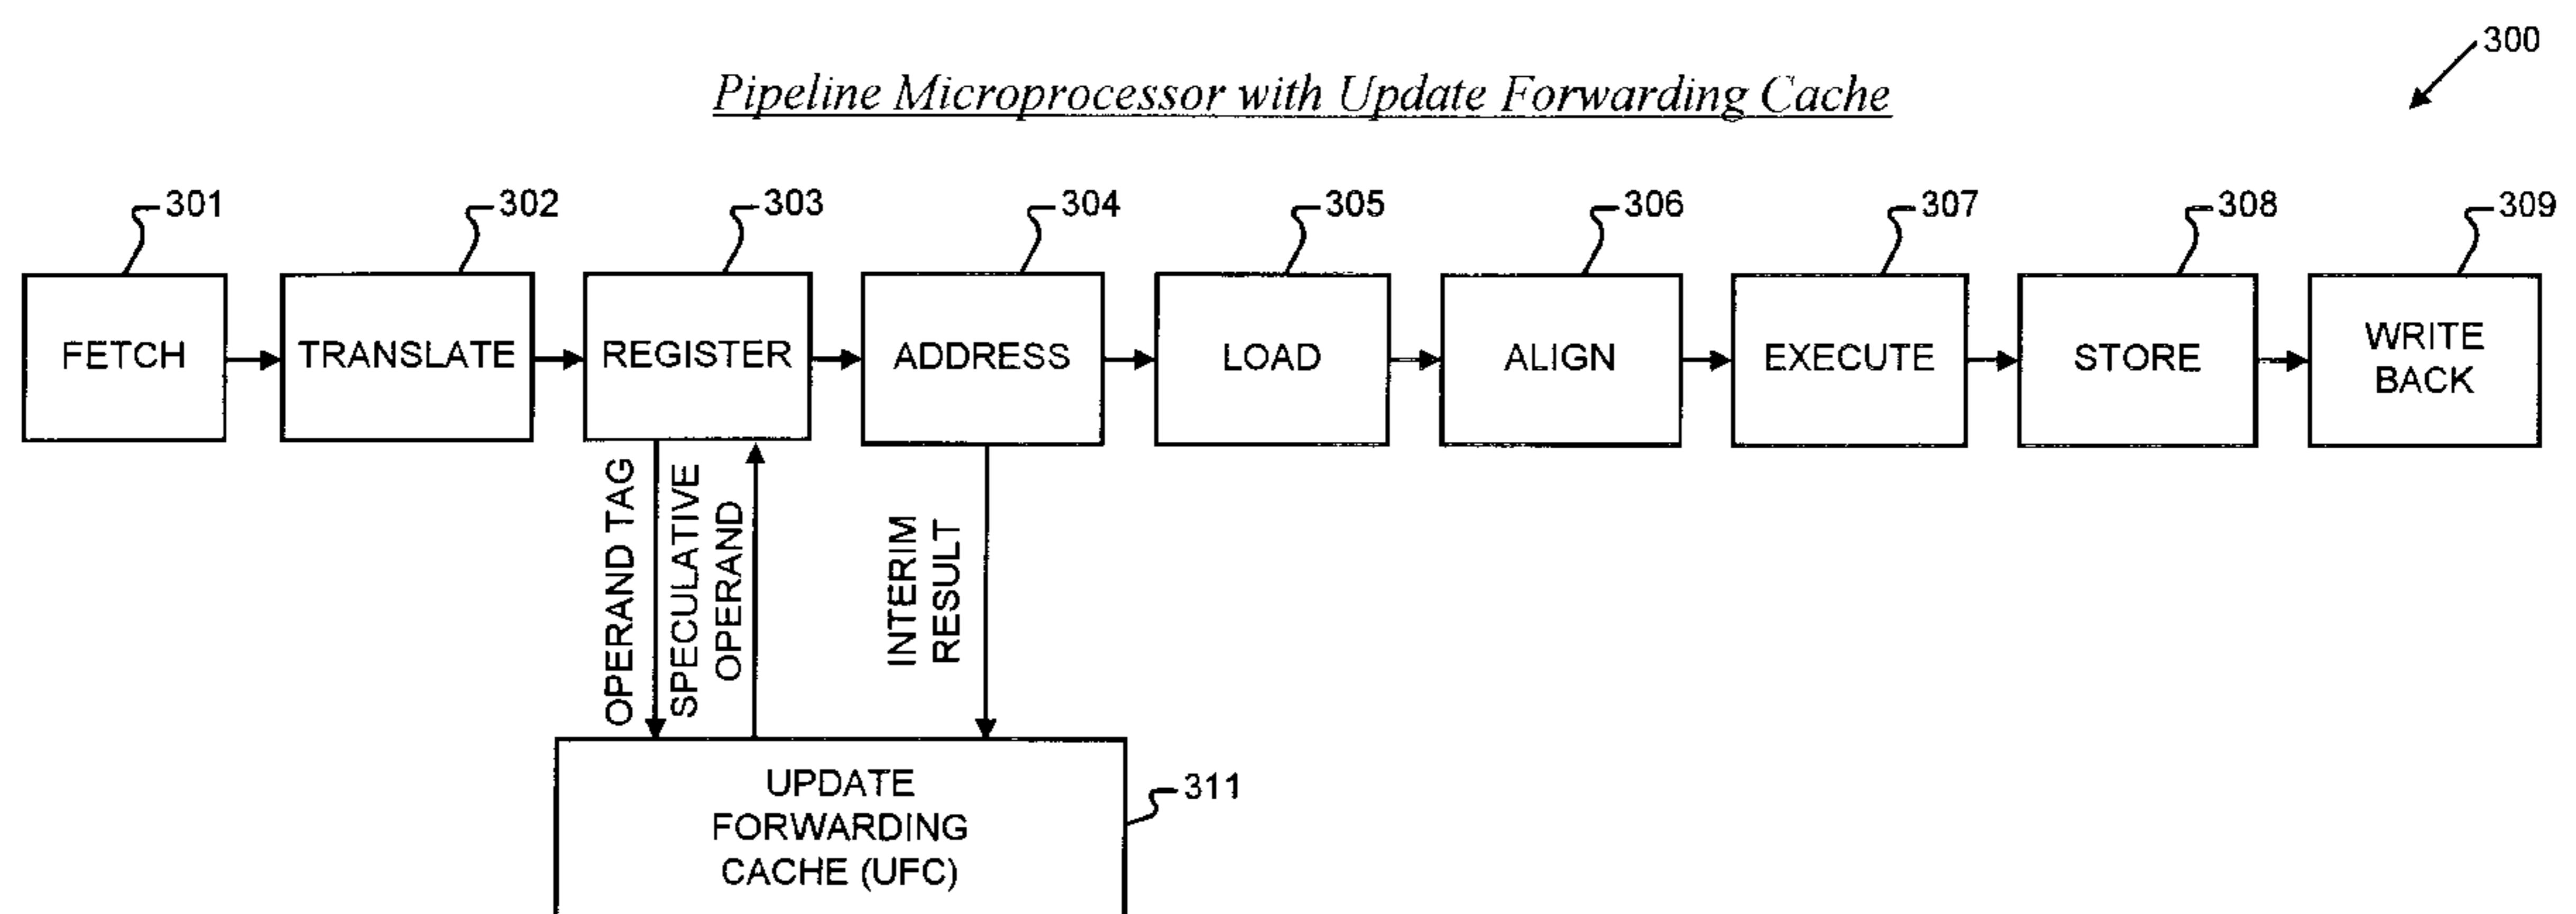 300
Pipeline Microprocessor with Update Forwarding Cache
301
302
303
304
305
306
307
308
309
FETCH
TRANSLATE
REGISTER
ADDRESS
LOAD
ALIGN
EXECUTE
STORE
WRITE
BACK
OPERAND TAG
SPECULATIVE
OPERAND
INTERIM
RESULT
UPDATE
FORWARDING
CACHE (UFC)
311